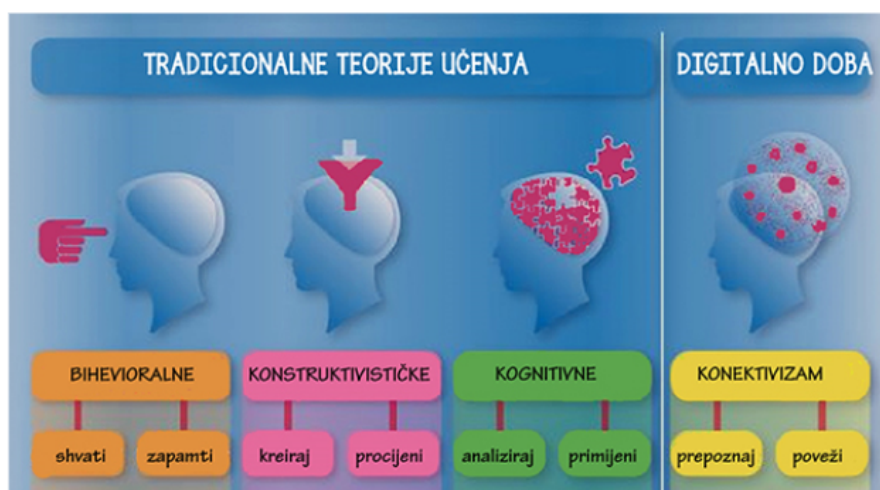 TRADICIONALNE TEORIJE UČENJA
DIGITALNO DOBA
BIHEVIORALNE
KONSTRUKTIVISTIČKE
KOGNITIVNE
KONEKTIVIZAM
shvati
zapamti
kreiraj
procijeni
analiziraj
primijeni
prepoznaj
poveži